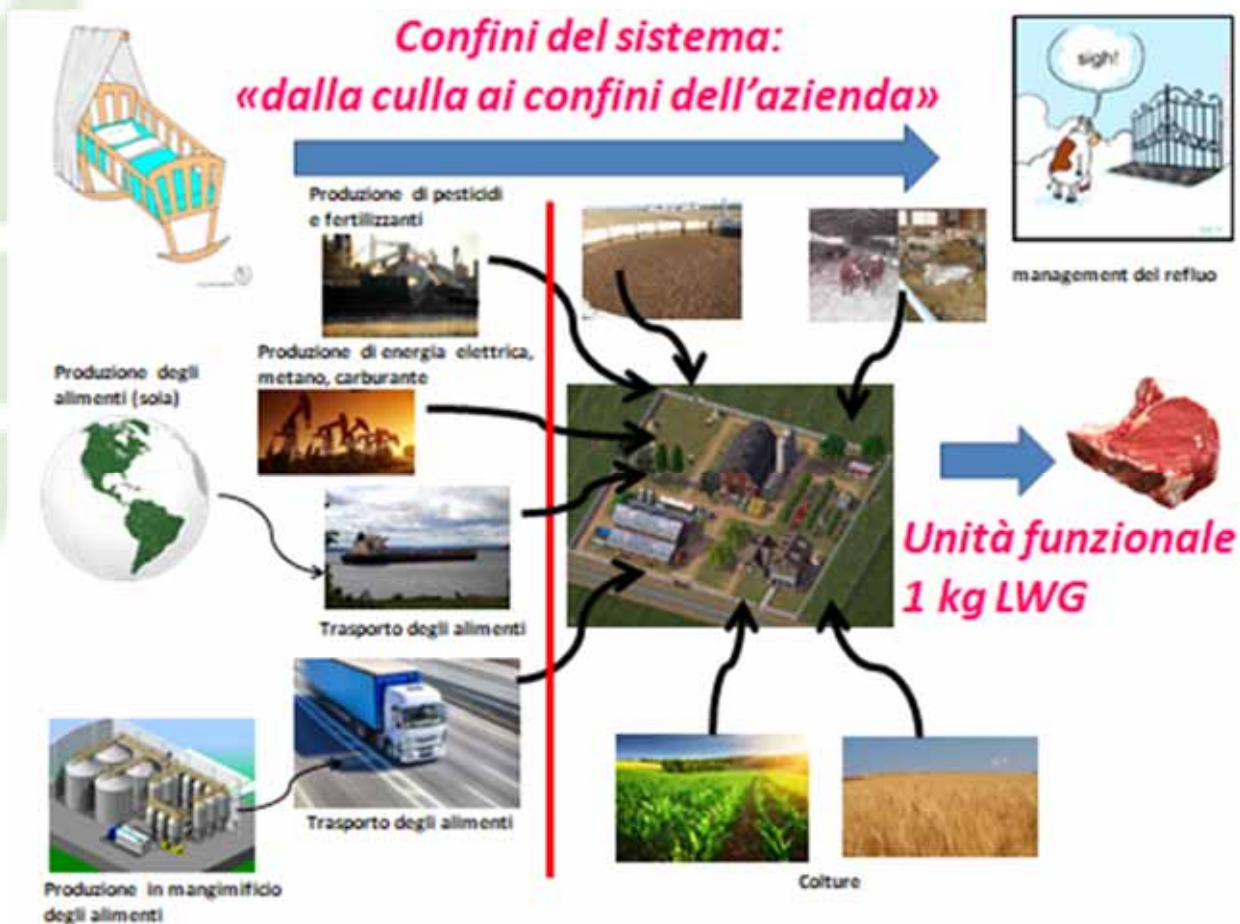 Confini del sistema:
«dalla culla ai confini dell'azienda»
sigh!
Produzione di pesticidi
e fertilizzanti
management del refluo
Produzione di energia elettrica,
metano, carburante
Produzione degli
alimenti (sola)
Unità funzionale
1 kg LWG
Trasporto degli alimenti
Trasporto degli alimenti
Colture
Produzione in mangimificio
degli alimenti